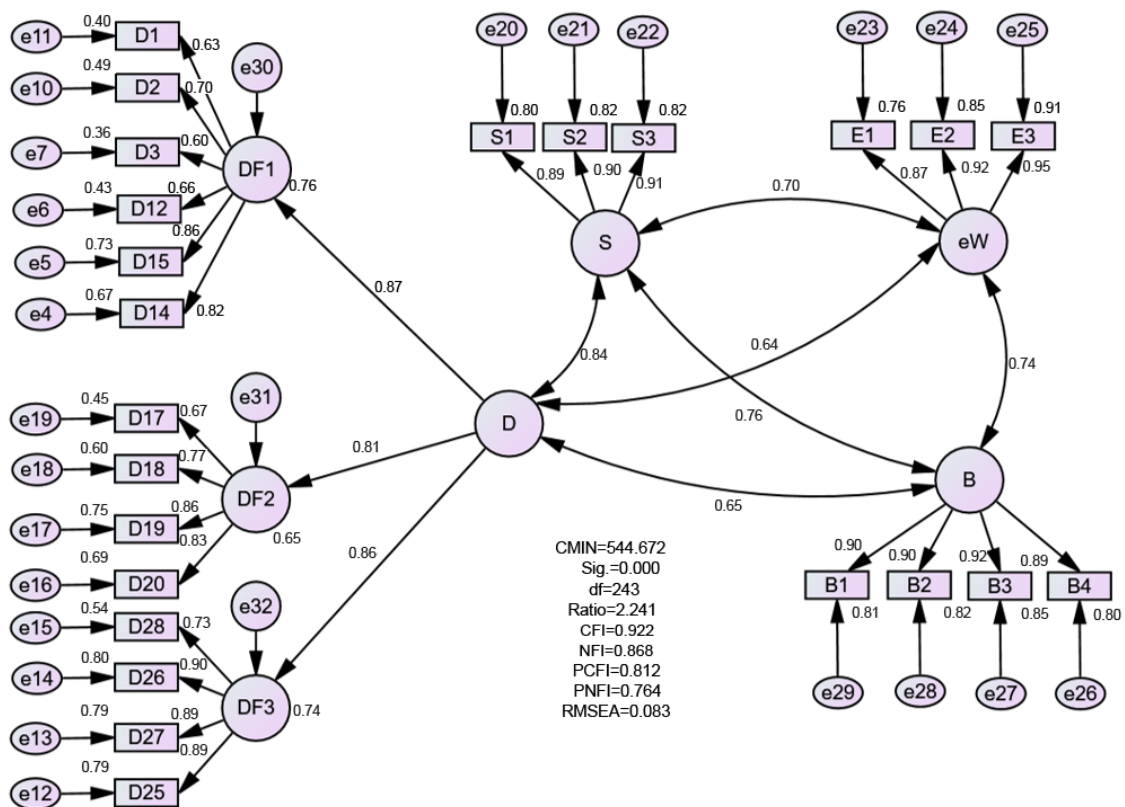 e11
0.40
D1
0.63
e10
0.49
D2
0.70
e7
0.36
D3
0.60
e6
0.43
D12
0.66
e5
0.73
D15
0.86
e4
0.67
D14
0.82
e30
DF1
0.76
0.87
e19
0.45
D17
0.67
e18
0.60
D18
0.77
e17
0.75
D19
0.86
e16
0.69
D20
0.83
e31
DF2
0.65
0.81
e15
0.54
D28
0.73
e14
0.80
D26
0.90
e13
0.79
D27
0.89
e12
0.79
D25
0.89
e32
DF3
0.74
0.86
D
e20
e21
e22
0.80
0.82
0.82
S1
S2
S3
0.89
0.90
0.91
S
e23
e24
e25
0.76
0.85
0.91
E1
E2
E3
0.87
0.92
0.95
eW
0.70
0.84
0.64
0.76
0.74
0.65
B
0.90
0.90
0.92
0.89
B1
B2
B3
B4
0.81
0.82
0.85
0.80
e29
e28
e27
e26
CMIN=544.672
Sig.=0.000
df=243
Ratio=2.241
CFI=0.922
NFI=0.868
PCFI=0.812
PNFI=0.764
RMSEA=0.083